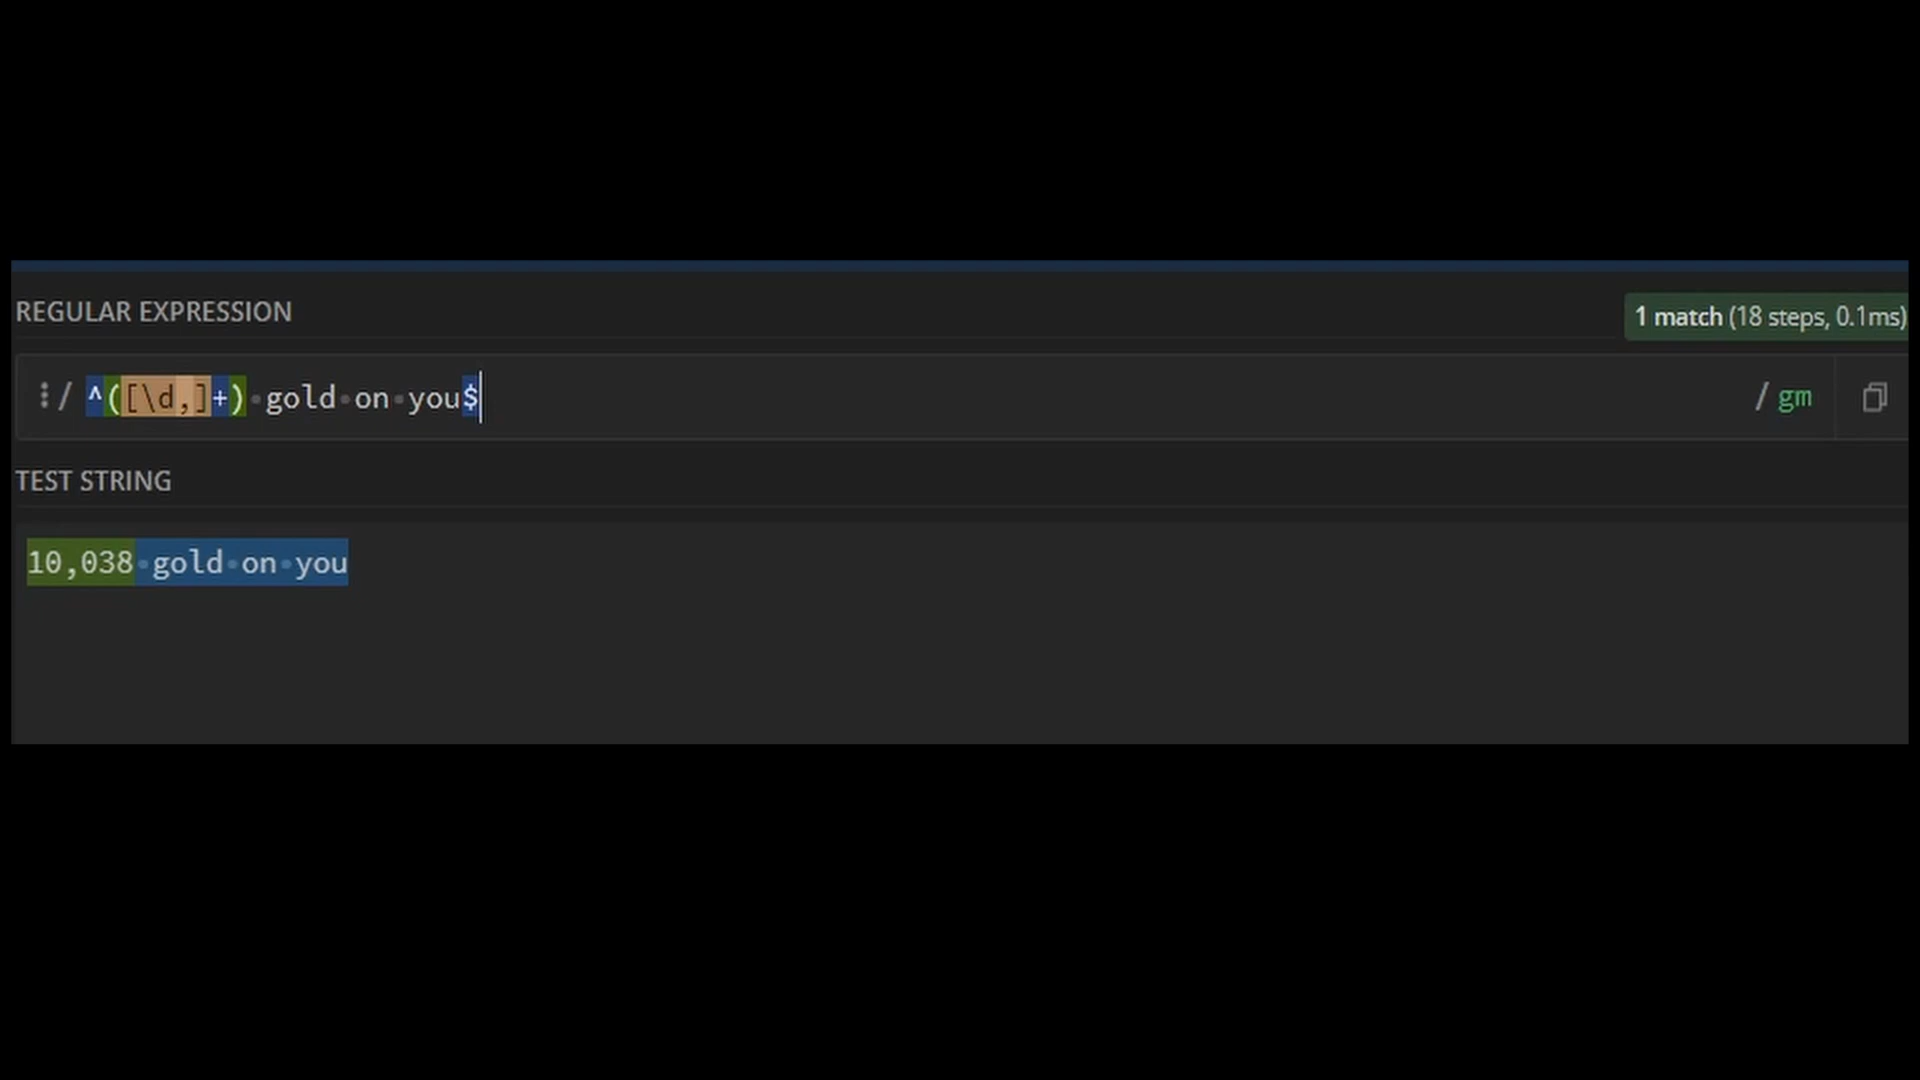 REGULAR EXPRESSION
1 match (18 steps, 0.1ms)
/ ^([\d,]+) gold on you$
/ gm
TEST STRING
10,038 gold on you